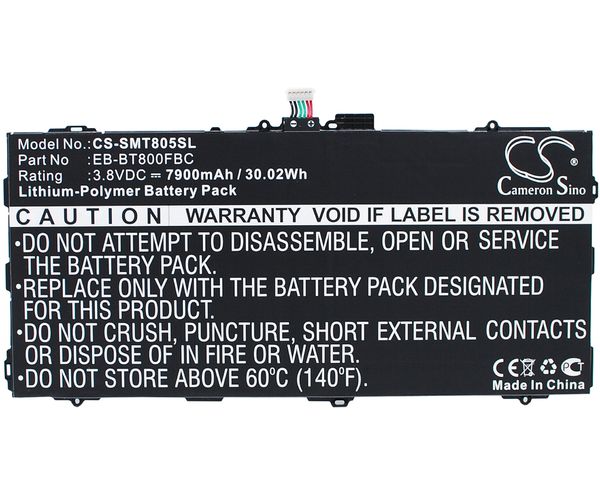 Model: CS-SMT805SL
Part No.: EB-BT800FBC
Rating : 3.8VDC ⎓ 7900mAh / 30.02Wh
Lithium-Polymer Battery Pack
CS
Cameron Sino
CAUTION WARRANTY VOID IF LABEL IS REMOVED
•DO NOT ATTEMPT TO DISASSEMBLE, OPEN OR SERVICE
THE BATTERY PACK.
•REPLACE ONLY WITH THE BATTERY PACK DESIGNATED
FOR THIS PRODUCT.
•DO NOT CRUSH, PUNCTURE, SHORT EXTERNAL CONTACTS
OR DISPOSE OF IN FIRE OR WATER.
•DO NOT STORE ABOVE 60°C (140°F).
CE
Made In China